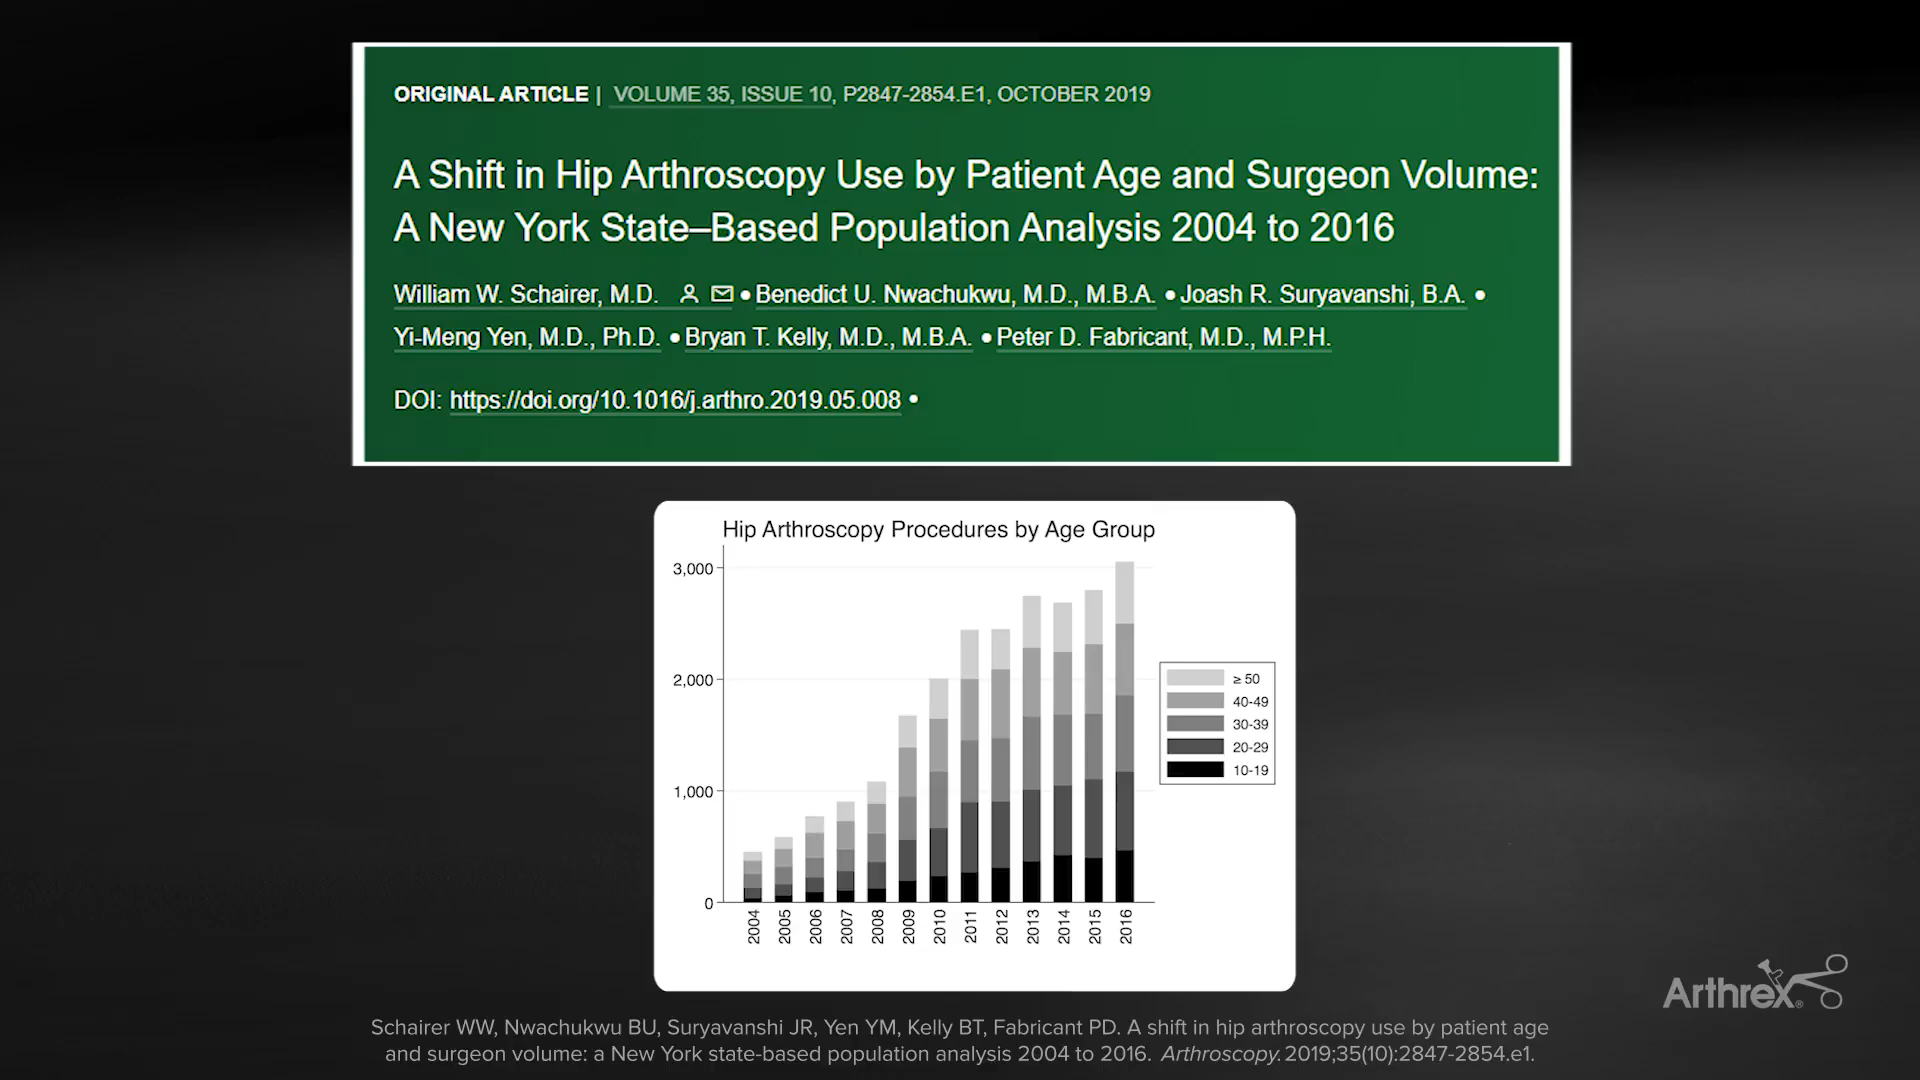 ORIGINAL ARTICLE | VOLUME 35, ISSUE 10, P2847-2854.E1, OCTOBER 2019
A Shift in Hip Arthroscopy Use by Patient Age and Surgeon Volume:
A New York State–Based Population Analysis 2004 to 2016
William W. Schairer, M.D. • Benedict U. Nwachukwu, M.D., M.B.A. • Joash R. Suryavanshi, B.A. •
Yi-Meng Yen, M.D., Ph.D. • Bryan T. Kelly, M.D., M.B.A. • Peter D. Fabricant, M.D., M.P.H.
DOI: https://doi.org/10.1016/j.arthro.2019.05.008 •
Hip Arthroscopy Procedures by Age Group
3,000
2,000
1,000
0
2004
2005
2006
2007
2008
2009
2010
2011
2012
2013
2014
2015
2016
≥ 50
40-49
30-39
20-29
10-19
Arthrex®
Schairer WW, Nwachukwu BU, Suryavanshi JR, Yen YM, Kelly BT, Fabricant PD. A shift in hip arthroscopy use by patient age
and surgeon volume: a New York state-based population analysis 2004 to 2016. Arthroscopy. 2019;35(10):2847-2854.e1.